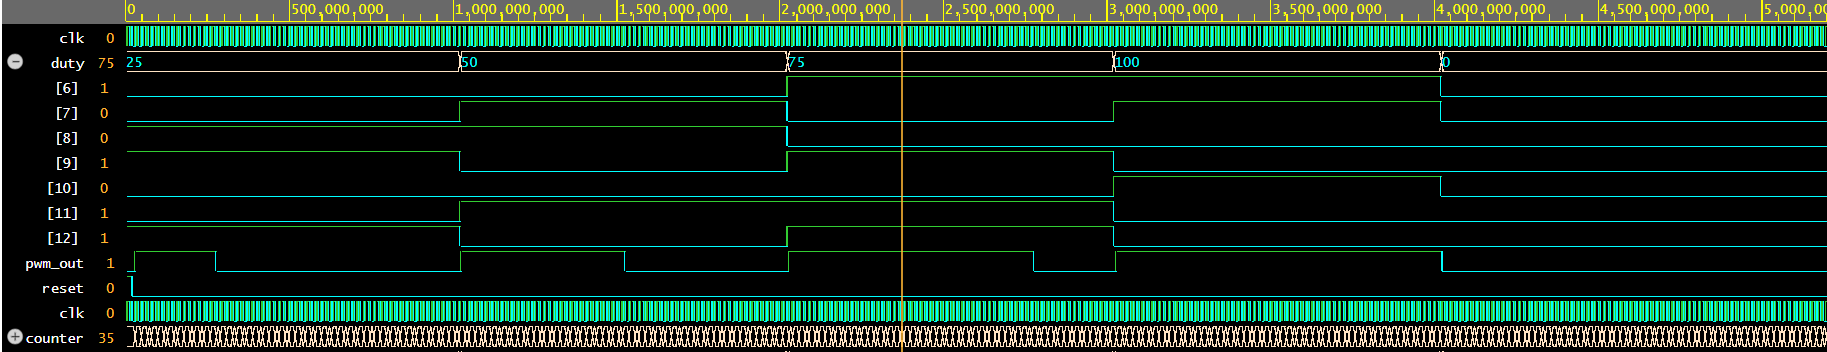 0 500,000,000 1,000,000,000 1,500,000,000 2,000,000,000 2,500,000,000 3,000,000,000 3,500,000,000 4,000,000,000 4,500,000,000 5,000,0
clk 0
duty 75 25 50 75 100 0
[6] 1
[7] 0
[8] 0
[9] 1
[10] 0
[11] 1
[12] 1
pwm_out 1
reset 0
clk 0
counter 35